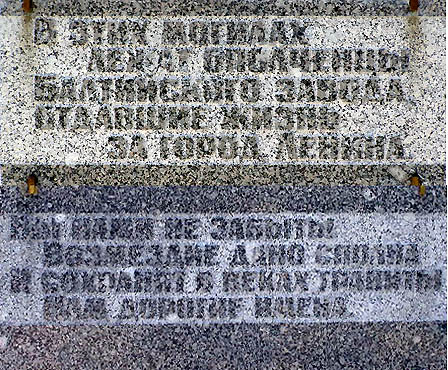 В ЭТИХ МОГИЛАХ
ЛЕЖАТ ОПОЛЧЕНЦЫ
БАЛТИЙСКОГО ЗАВОДА
ОТДАВШИЕ ЖИЗНИ
ЗА ГОРОД ЛЕНИНА
НАМИ НЕ ЗАБЫТЫ
ВОЗМЕЗДИЕ ДАНО СПОЛНА
И СОХРАНЯТ В ВЕКАХ ГРАНИТЫ
НАМ ДОРОГИЕ ИМЕНА